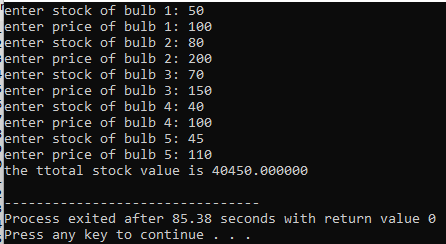 enter stock of bulb 1: 50
enter price of bulb 1: 100
enter stock of bulb 2: 80
enter price of bulb 2: 200
enter stock of bulb 3: 70
enter price of bulb 3: 150
enter stock of bulb 4: 40
enter price of bulb 4: 100
enter stock of bulb 5: 45
enter price of bulb 5: 110
the ttotal stock value is 40450.000000
--------------------------------
Process exited after 85.38 seconds with return value 0
Press any key to continue . . .